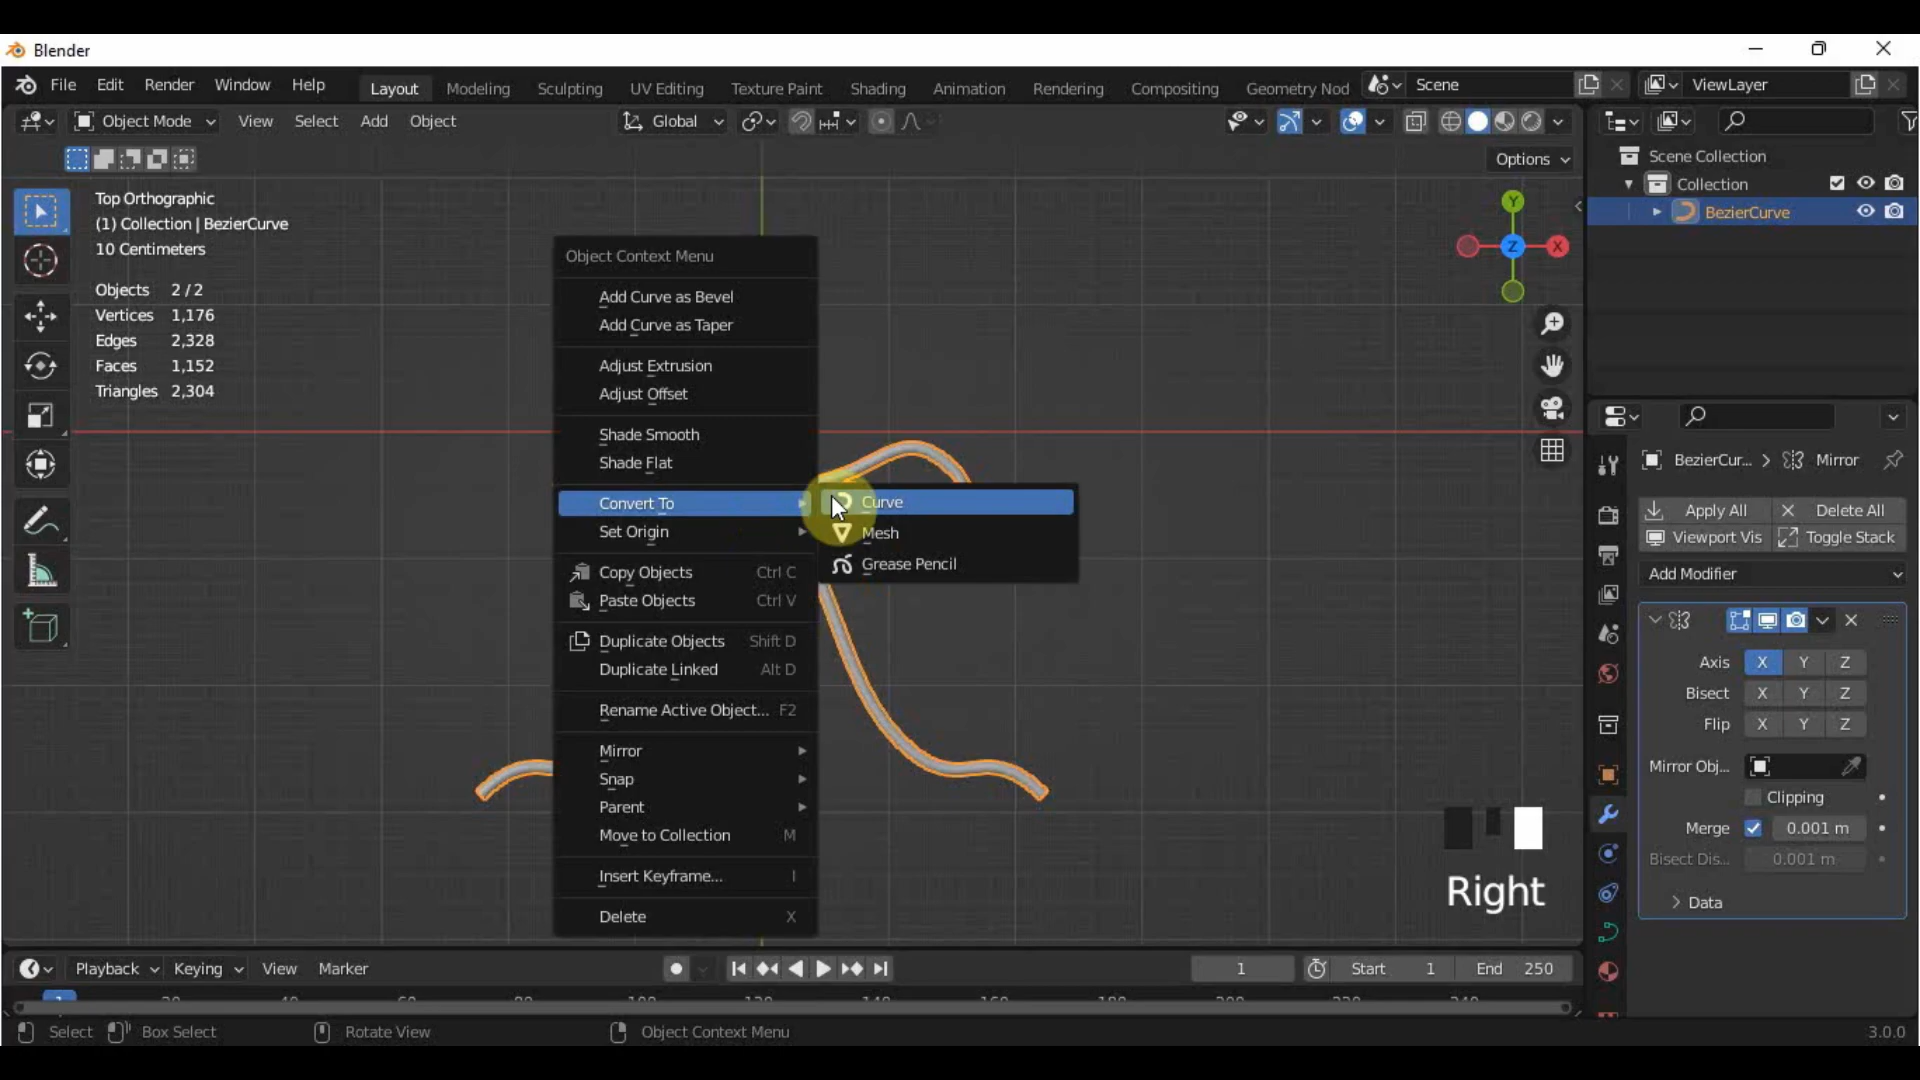 Blender
File Edit Render Window Help Layout Modeling Sculpting UV Editing Texture Paint Shading Animation Rendering Compositing Geometry Nod Scene ViewLayer
Object Mode View Select Add Object Global
Options
Top Orthographic
(1) Collection | BezierCurve
10 Centimeters
Objects 2 / 2
Vertices 1,176
Edges 2,328
Faces 1,152
Triangles 2,304
Object Context Menu
Add Curve as Bevel
Add Curve as Taper
Adjust Extrusion
Adjust Offset
Shade Smooth
Shade Flat
Convert To
Set Origin
Copy Objects Ctrl C
Paste Objects Ctrl V
Duplicate Objects Shift D
Duplicate Linked Alt D
Rename Active Object... F2
Mirror
Snap
Parent
Move to Collection M
Insert Keyframe... I
Delete X
Curve
Mesh
Grease Pencil
Y
Z X
Right
Scene Collection
Collection
BezierCurve
BezierCur... Mirror
Apply All Delete All
Viewport Vis Toggle Stack
Add Modifier
Axis X Y Z
Bisect X Y Z
Flip X Y Z
Mirror Obj...
Clipping
Merge 0.001 m
Bisect Dis... 0.001 m
Data
Playback Keying View Marker 1 Start 1 End 250
Select Box Select Rotate View Object Context Menu 3.0.0